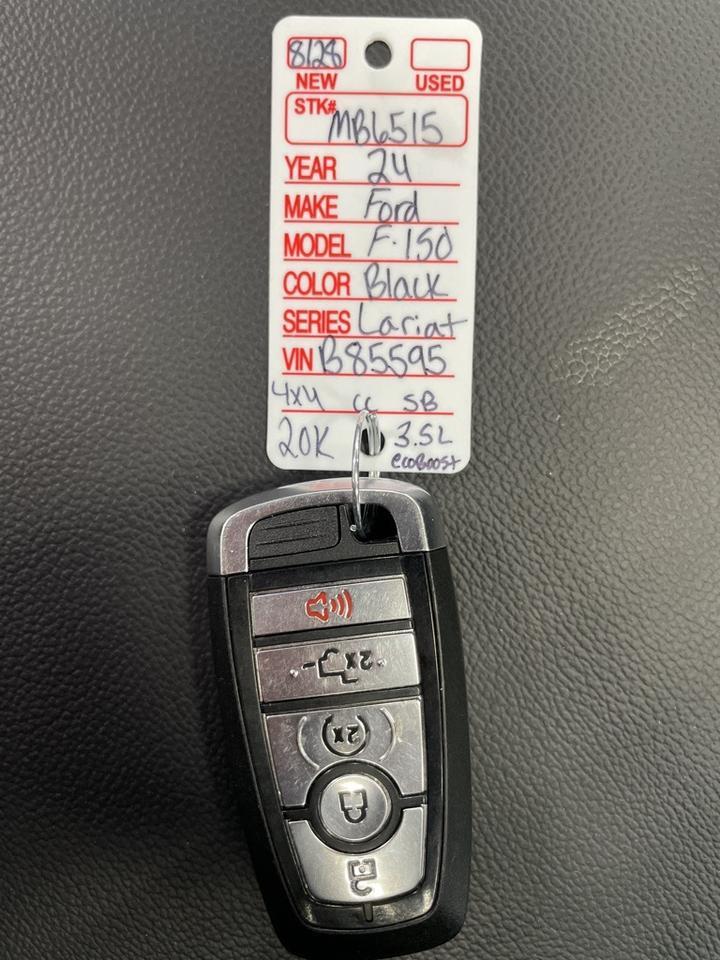 8128
NEW USED
STK# MB6515
YEAR 24
MAKE Ford
MODEL F-150
COLOR Black
SERIES Lariat
VIN B85595
4x4 CC SB
20K 3.5L
ecoBoost
2x
2x